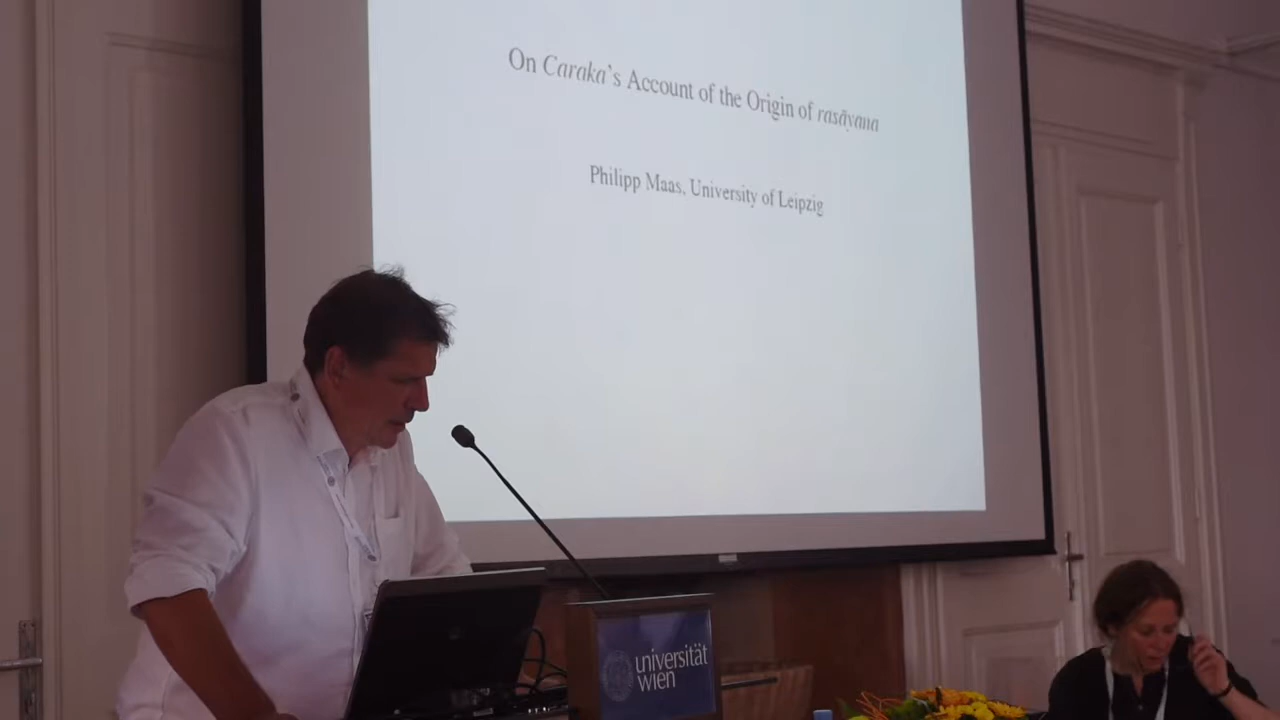 On Caraka`s Account of the Origin of rasāyana
Philipp Maas, University of Leipzig
universität
wien